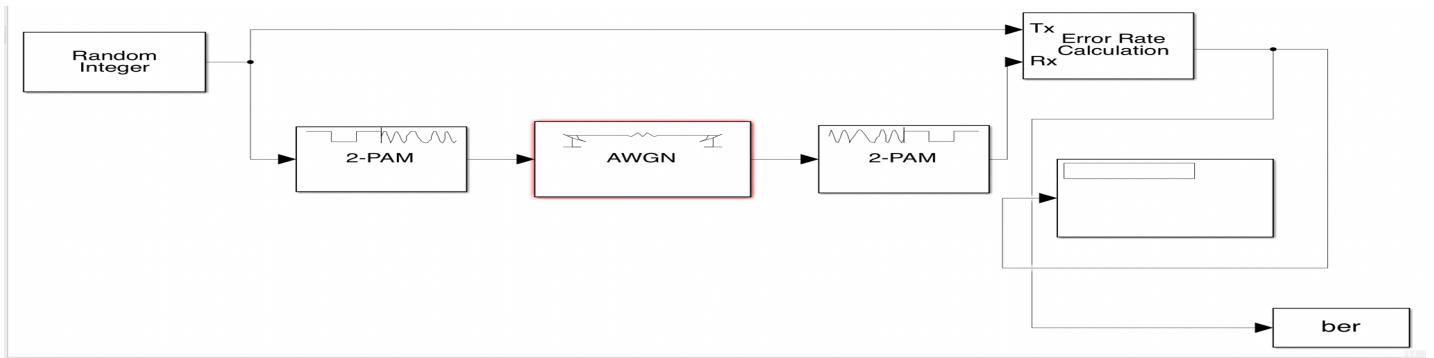 Random
Integer
Tx
Error Rate
Calculation
Rx
2-PAM
AWGN
2-PAM
ber